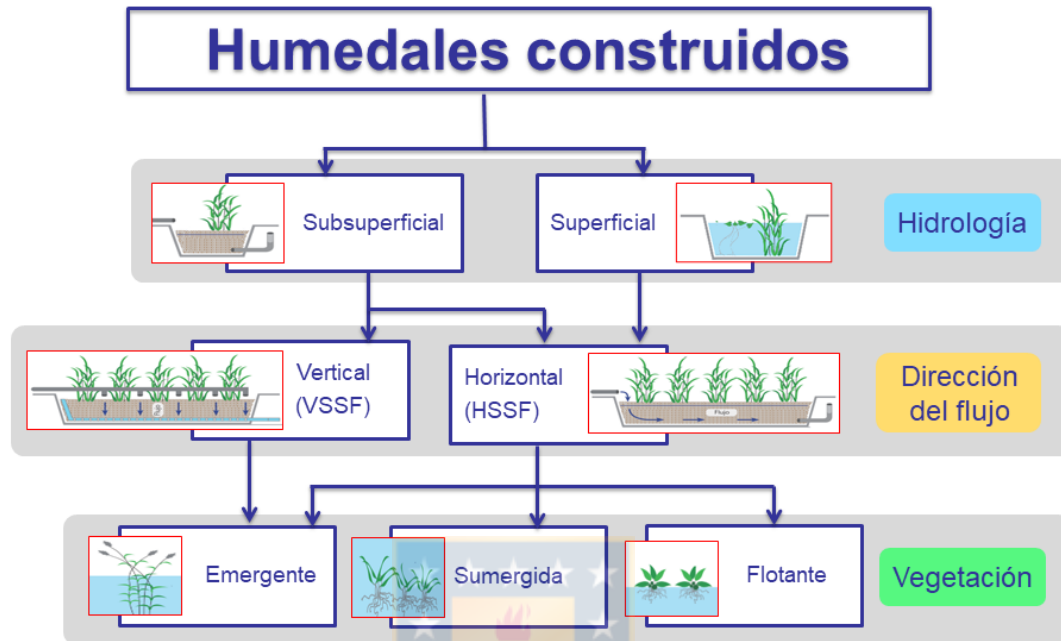 Humedales construidos
Subsuperficial
Superficial
Hidrología
Vertical
(VSSF)
Horizontal
(HSSF)
Flujo
Dirección
del flujo
Emergente
Sumergida
Flotante
Vegetación